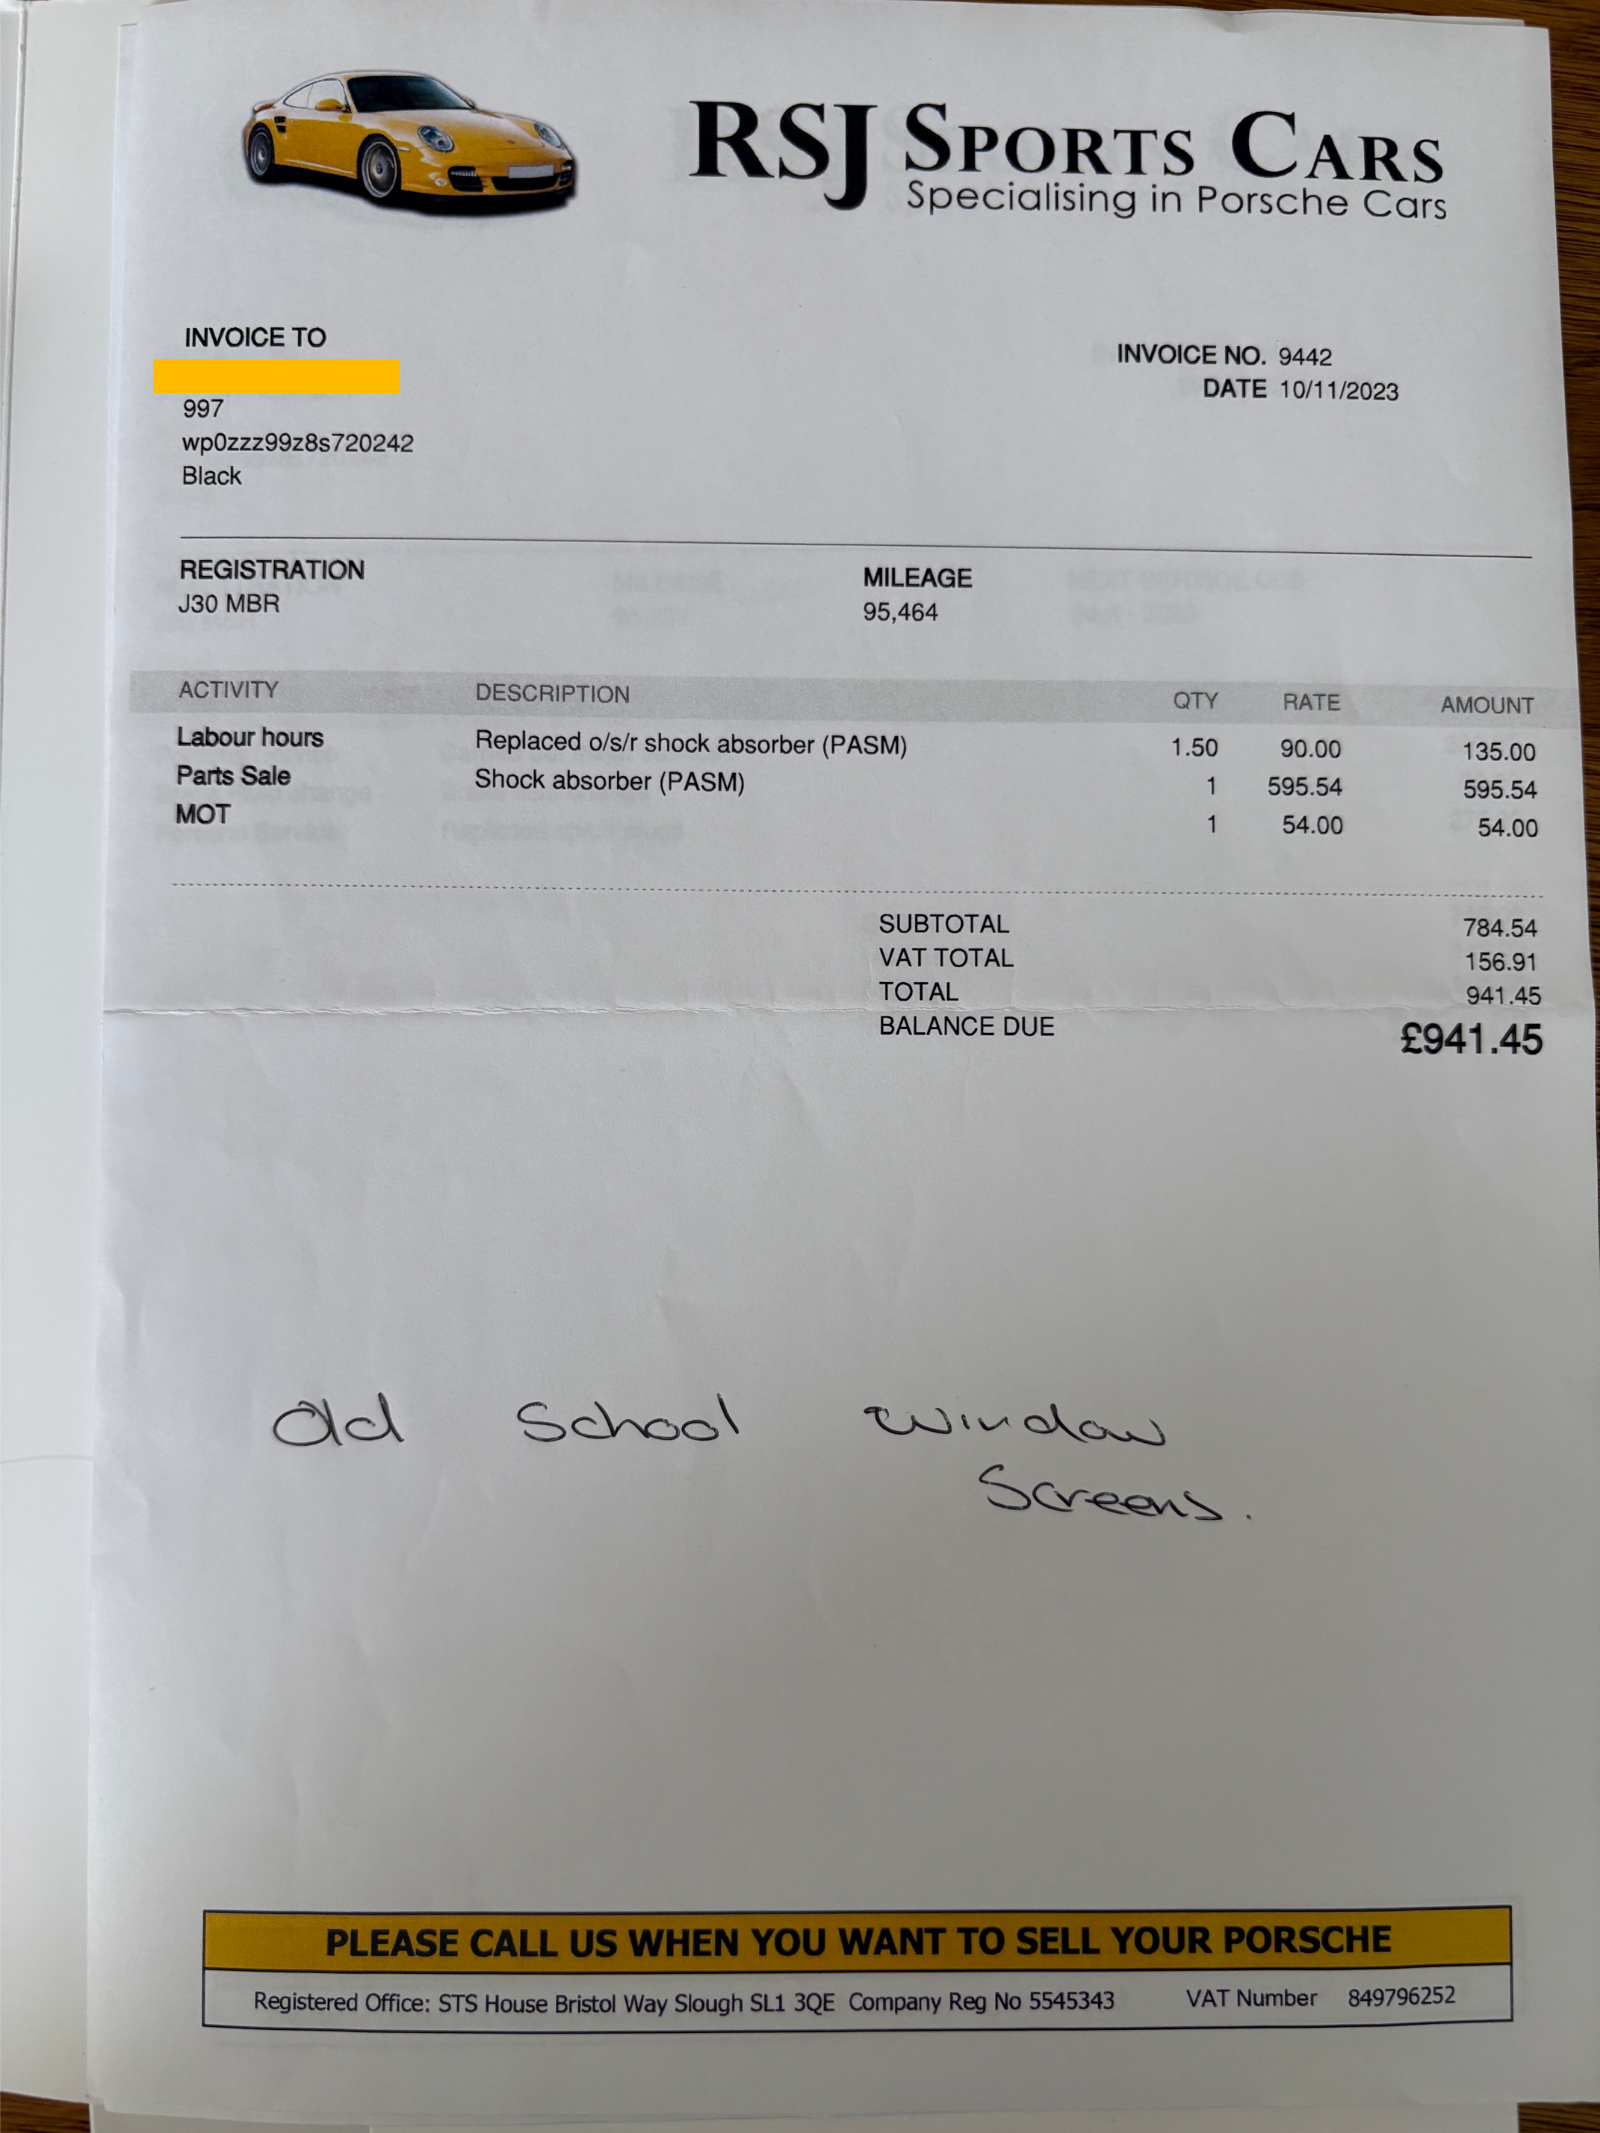 RSJ SPORTS CARS
Specialising in Porsche Cars
INVOICE TO
997
wp0zzz99z8s720242
Black
INVOICE NO. 9442
DATE 10/11/2023
REGISTRATION
J30 MBR
MILEAGE
95,464
ACTIVITY DESCRIPTION QTY RATE AMOUNT
Labour hours Replaced o/s/r shock absorber (PASM) 1.50 90.00 135.00
Parts Sale Shock absorber (PASM) 1 595.54 595.54
MOT 1 54.00 54.00
SUBTOTAL 784.54
VAT TOTAL 156.91
TOTAL 941.45
BALANCE DUE £941.45
Old School Window
Screens.
PLEASE CALL US WHEN YOU WANT TO SELL YOUR PORSCHE
Registered Office: STS House Bristol Way Slough SL1 3QE Company Reg No 5545343 VAT Number 849796252